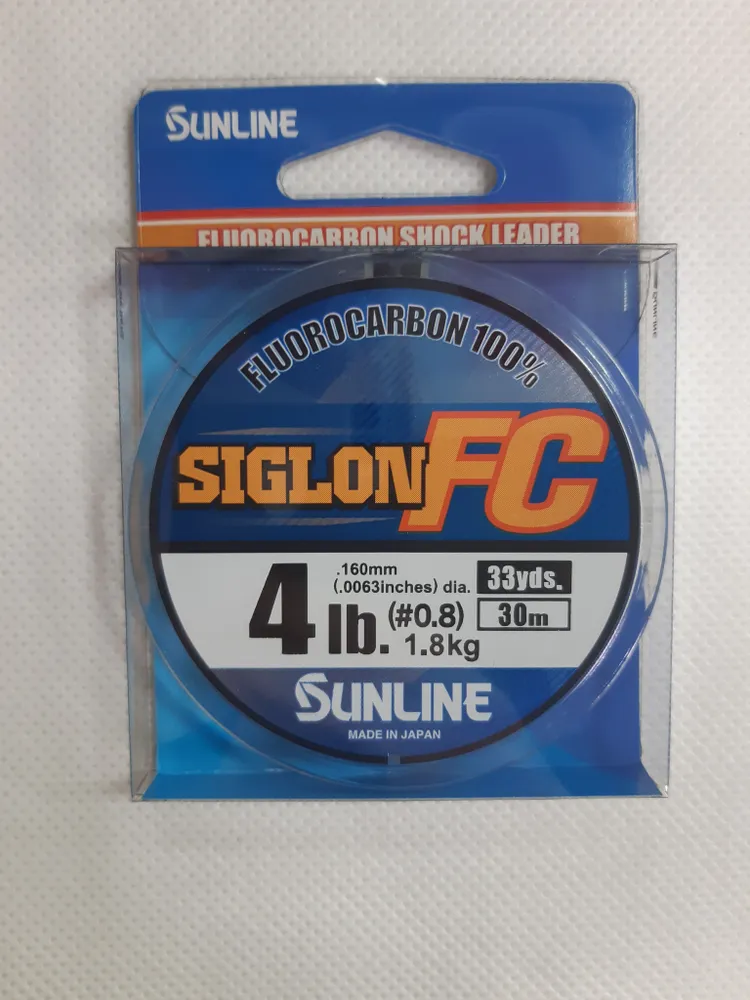 SUNLINE
FLUOROCARBON SHOCK LEADER
FLUOROCARBON 100%
SIGLON FC
.160mm
(.0063inches) dia.
33yds.
4 lb. (#0.8)
30m
1.8kg
SUNLINE
MADE IN JAPAN